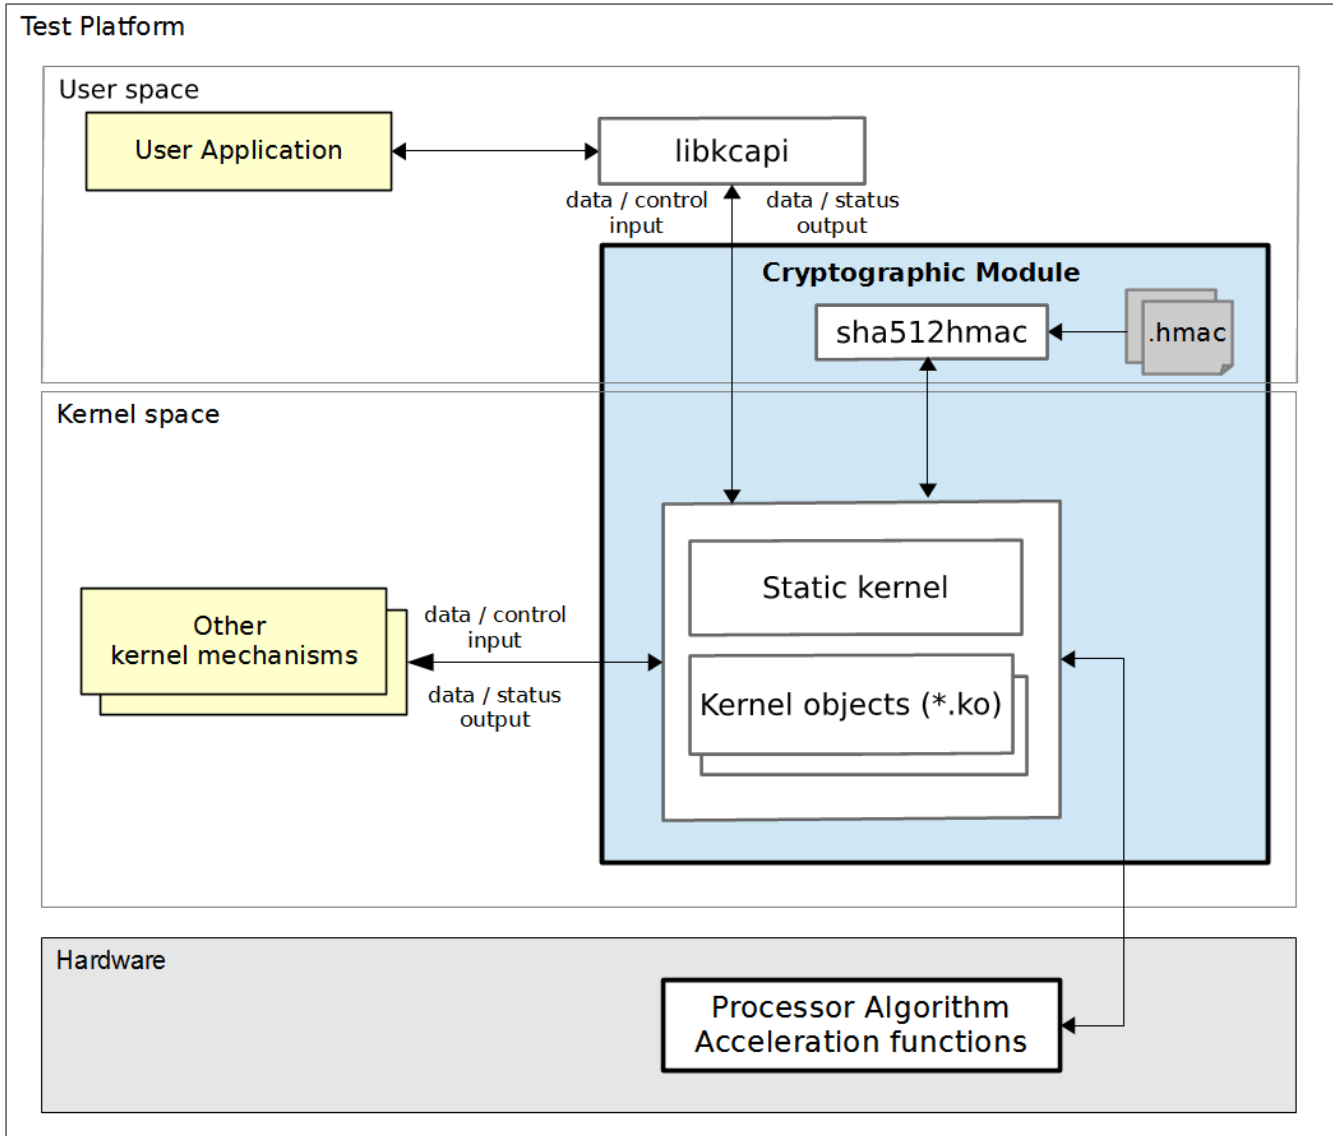 Test Platform
User space
User Application
libkcapi
data / control
input
data / status
output
Cryptographic Module
sha512hmac
.hmac
Kernel space
Static kernel
Other
kernel mechanisms
data / control
input
data / status
output
Kernel objects (*.ko)
Hardware
Processor Algorithm
Acceleration functions